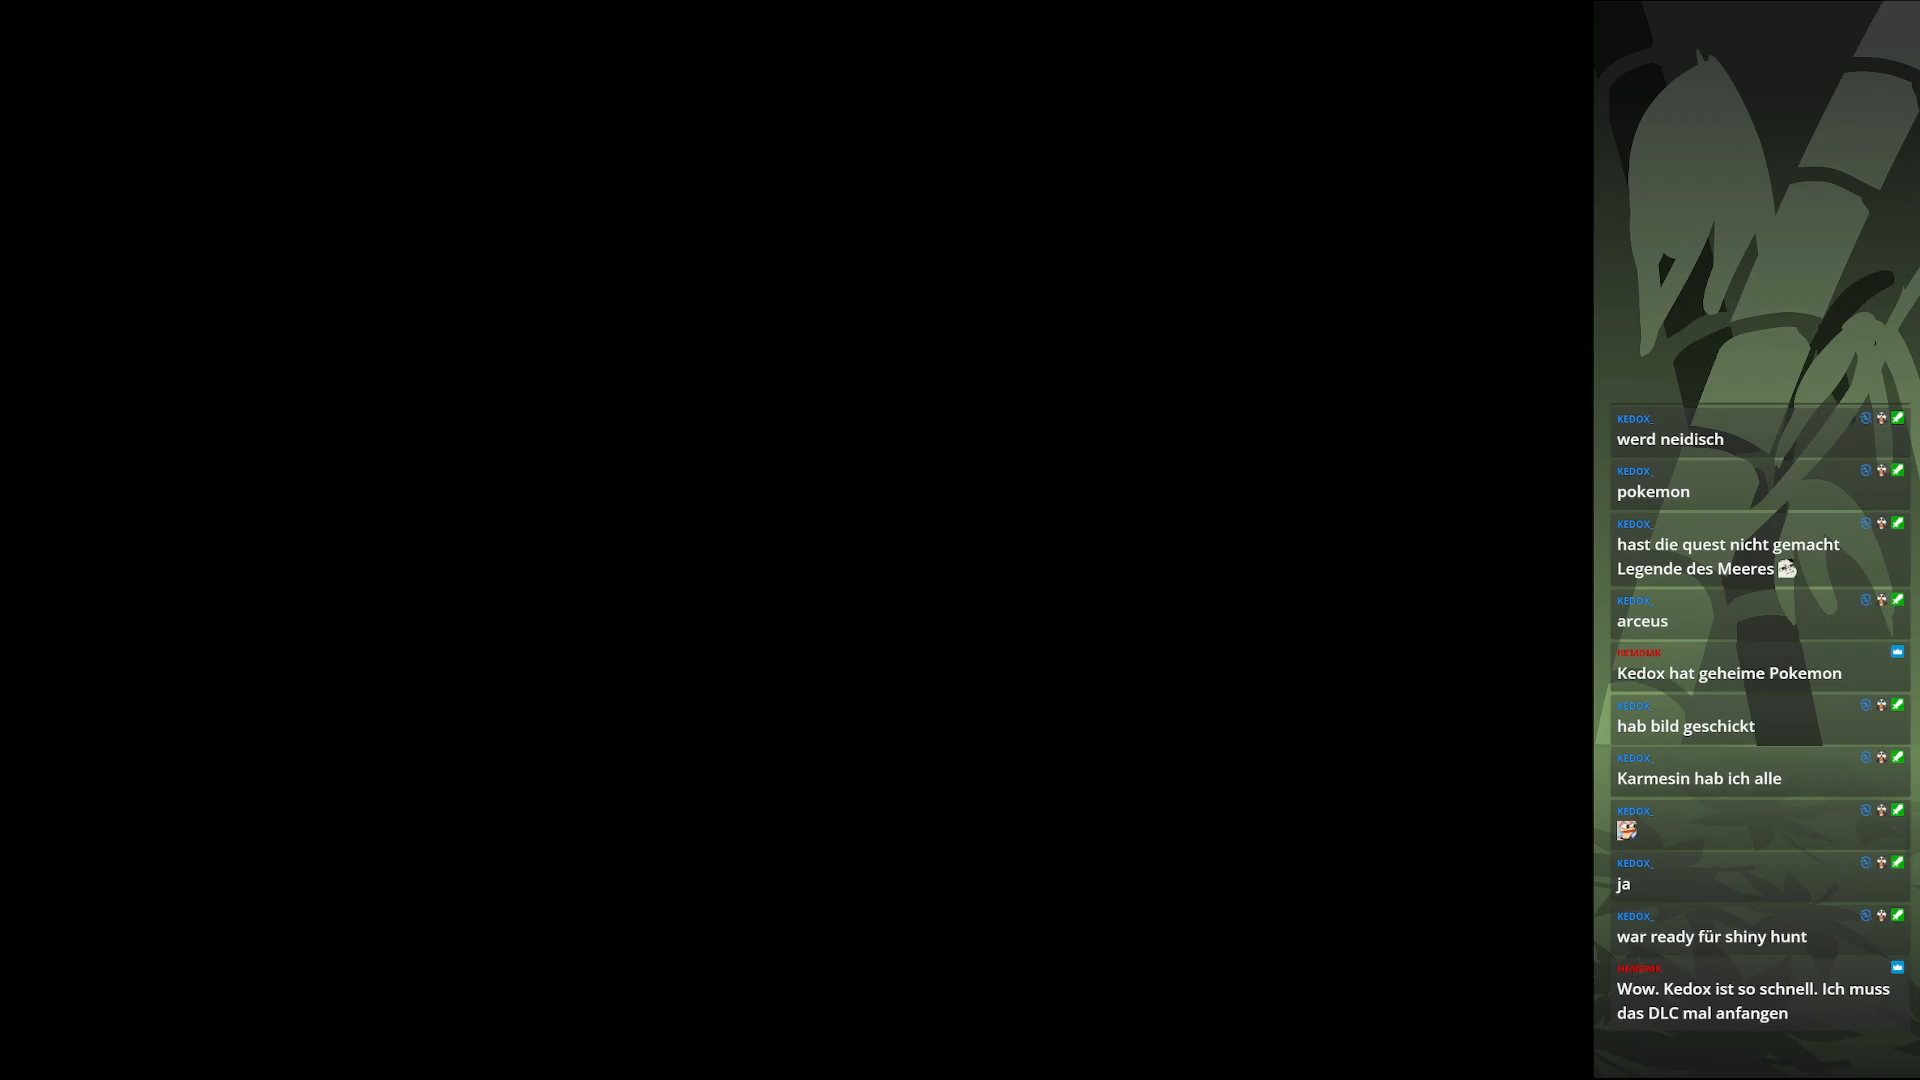 KEDOX_
werd neidisch
KEDOX_
pokemon
KEDOX_
hast die quest nicht gemacht
Legende des Meeres
KEDOX_
arceus
HEMDMK
Kedox hat geheime Pokemon
KEDOX_
hab bild geschickt
KEDOX_
Karmesin hab ich alle
KEDOX_
KEDOX_
ja
KEDOX_
war ready für shiny hunt
HEMDMK
Wow. Kedox ist so schnell. Ich muss
das DLC mal anfangen